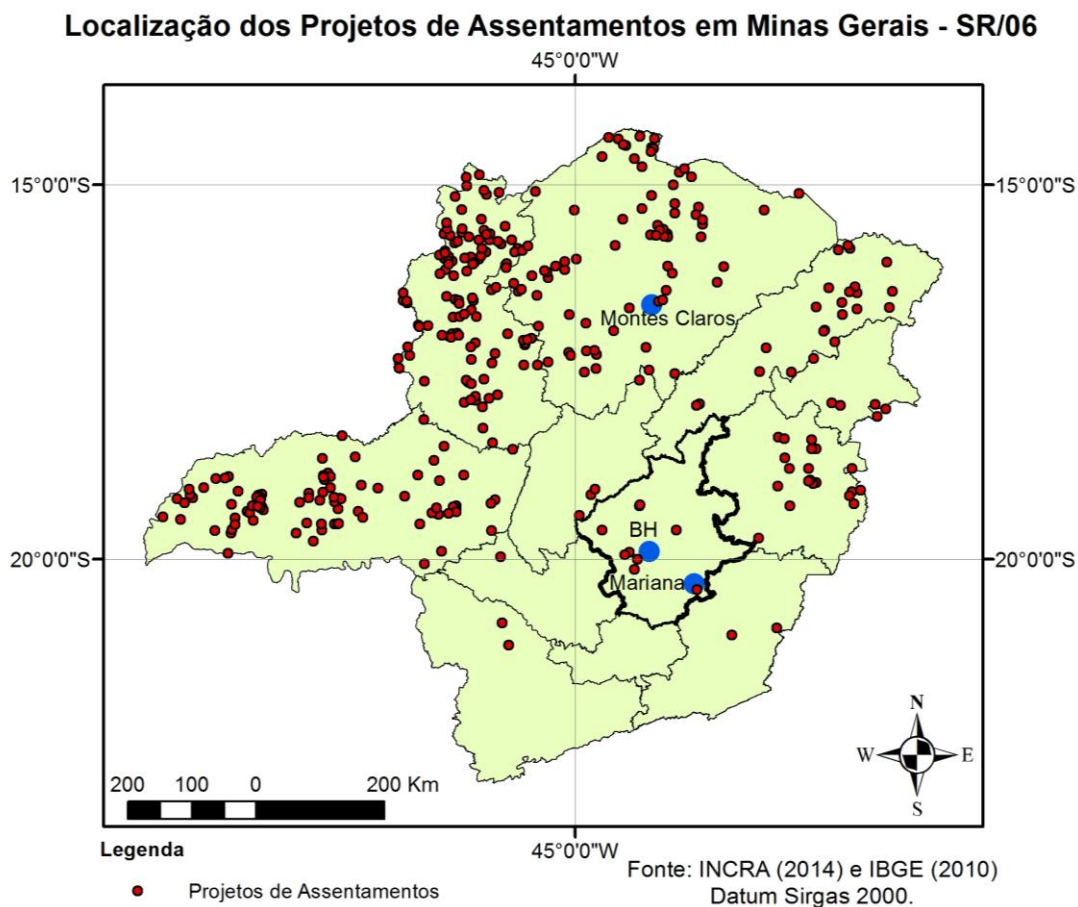 Localização dos Projetos de Assentamentos em Minas Gerais - SR/06
45°0'0"W
15°0'0"S
15°0'0"S
Montes Claros
BH
20°0'0"S
20°0'0"S
Mariana
N
W
E
S
200 100 0 200 Km
45°0'0"W
Legenda
Projetos de Assentamentos
Fonte: INCRA (2014) e IBGE (2010)
Datum Sirgas 2000.